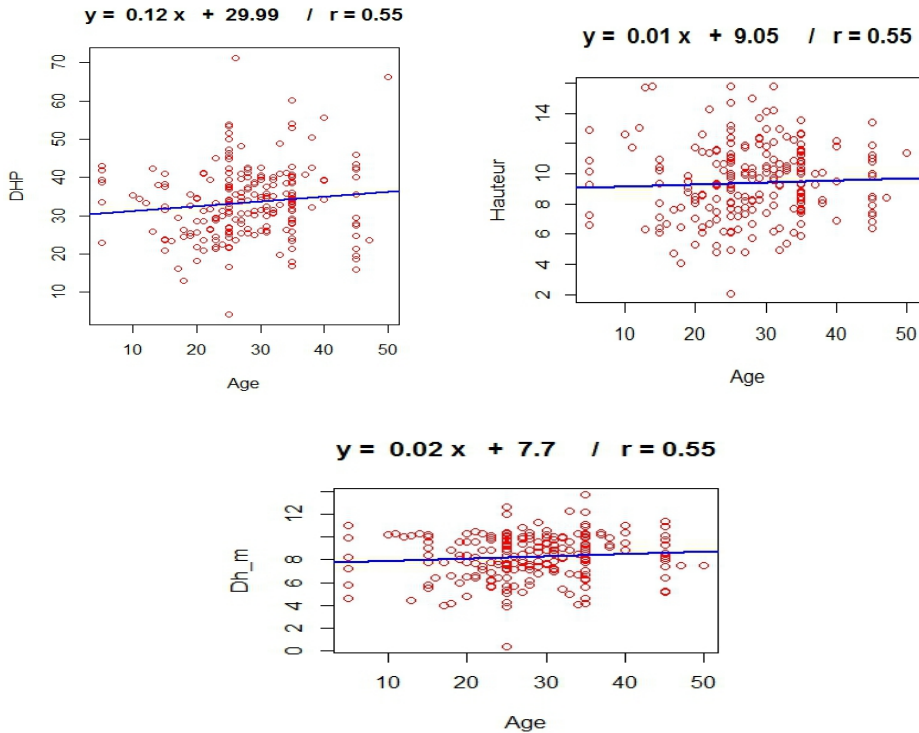 y = 0.12 x + 29.99 / r = 0.55
70
60
50
40
30
20
10
DHP
10 20 30 40 50
Age
y = 0.01 x + 9.05 / r = 0.55
14
10
8
6
4
2
Hauteur
10 20 30 40 50
Age
y = 0.02 x + 7.7 / r = 0.55
12
8
6
4
2
0
Dh_m
10 20 30 40 50
Age